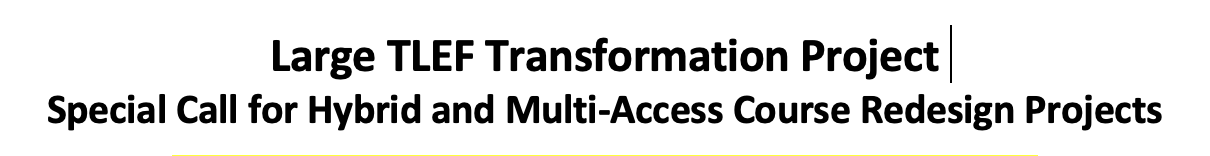 Large TLEF Transformation Project
Special Call for Hybrid and Multi-Access Course Redesign Projects